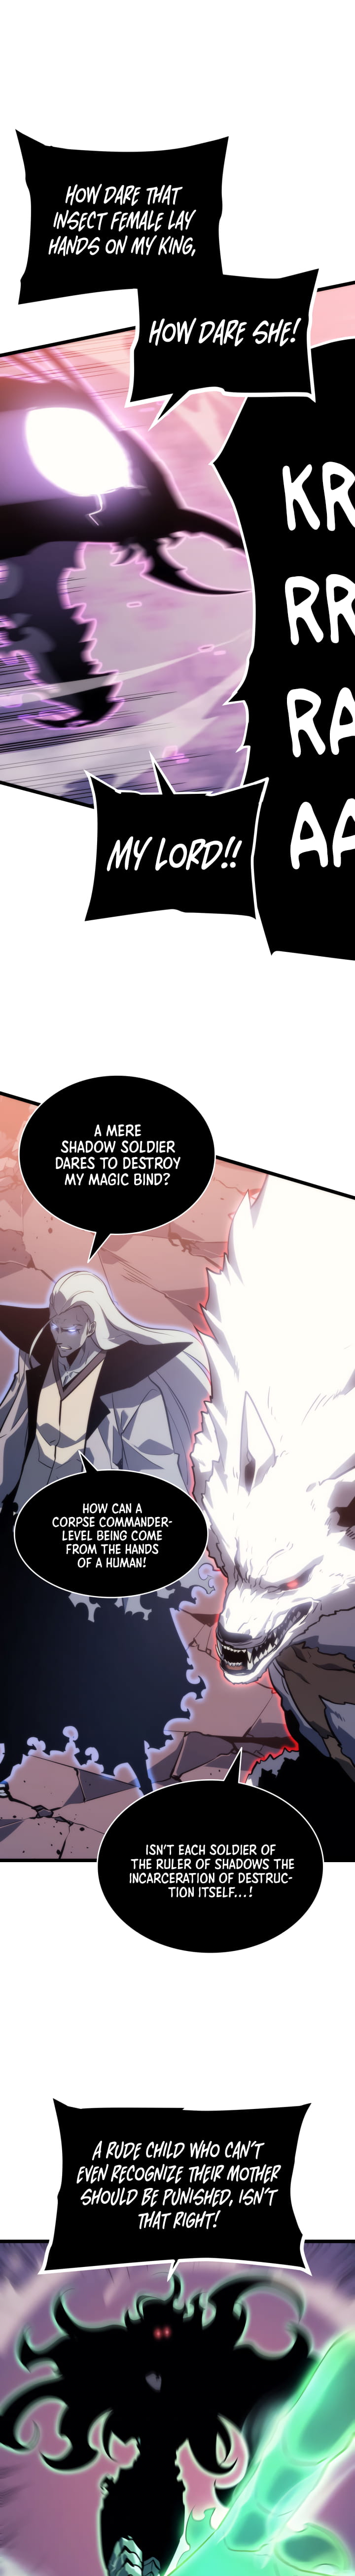 HOW DARE THAT
INSECT FEMALE LAY
HANDS ON MY KING,
HOW DARE SHE!
KR
RR
RA
AA
MY LORD!!
A MERE
SHADOW SOLDIER
DARES TO DESTROY
MY MAGIC BIND?
HOW CAN A
CORPSE COMMANDER-
LEVEL BEING COME
FROM THE HANDS
OF A HUMAN!
ISN'T EACH SOLDIER OF
THE RULER OF SHADOWS THE
INCARCERATION OF DESTRUC-
TION ITSELF...!
A RUDE CHILD WHO CAN'T
EVEN RECOGNIZE THEIR MOTHER
SHOULD BE PUNISHED, ISN'T
THAT RIGHT!